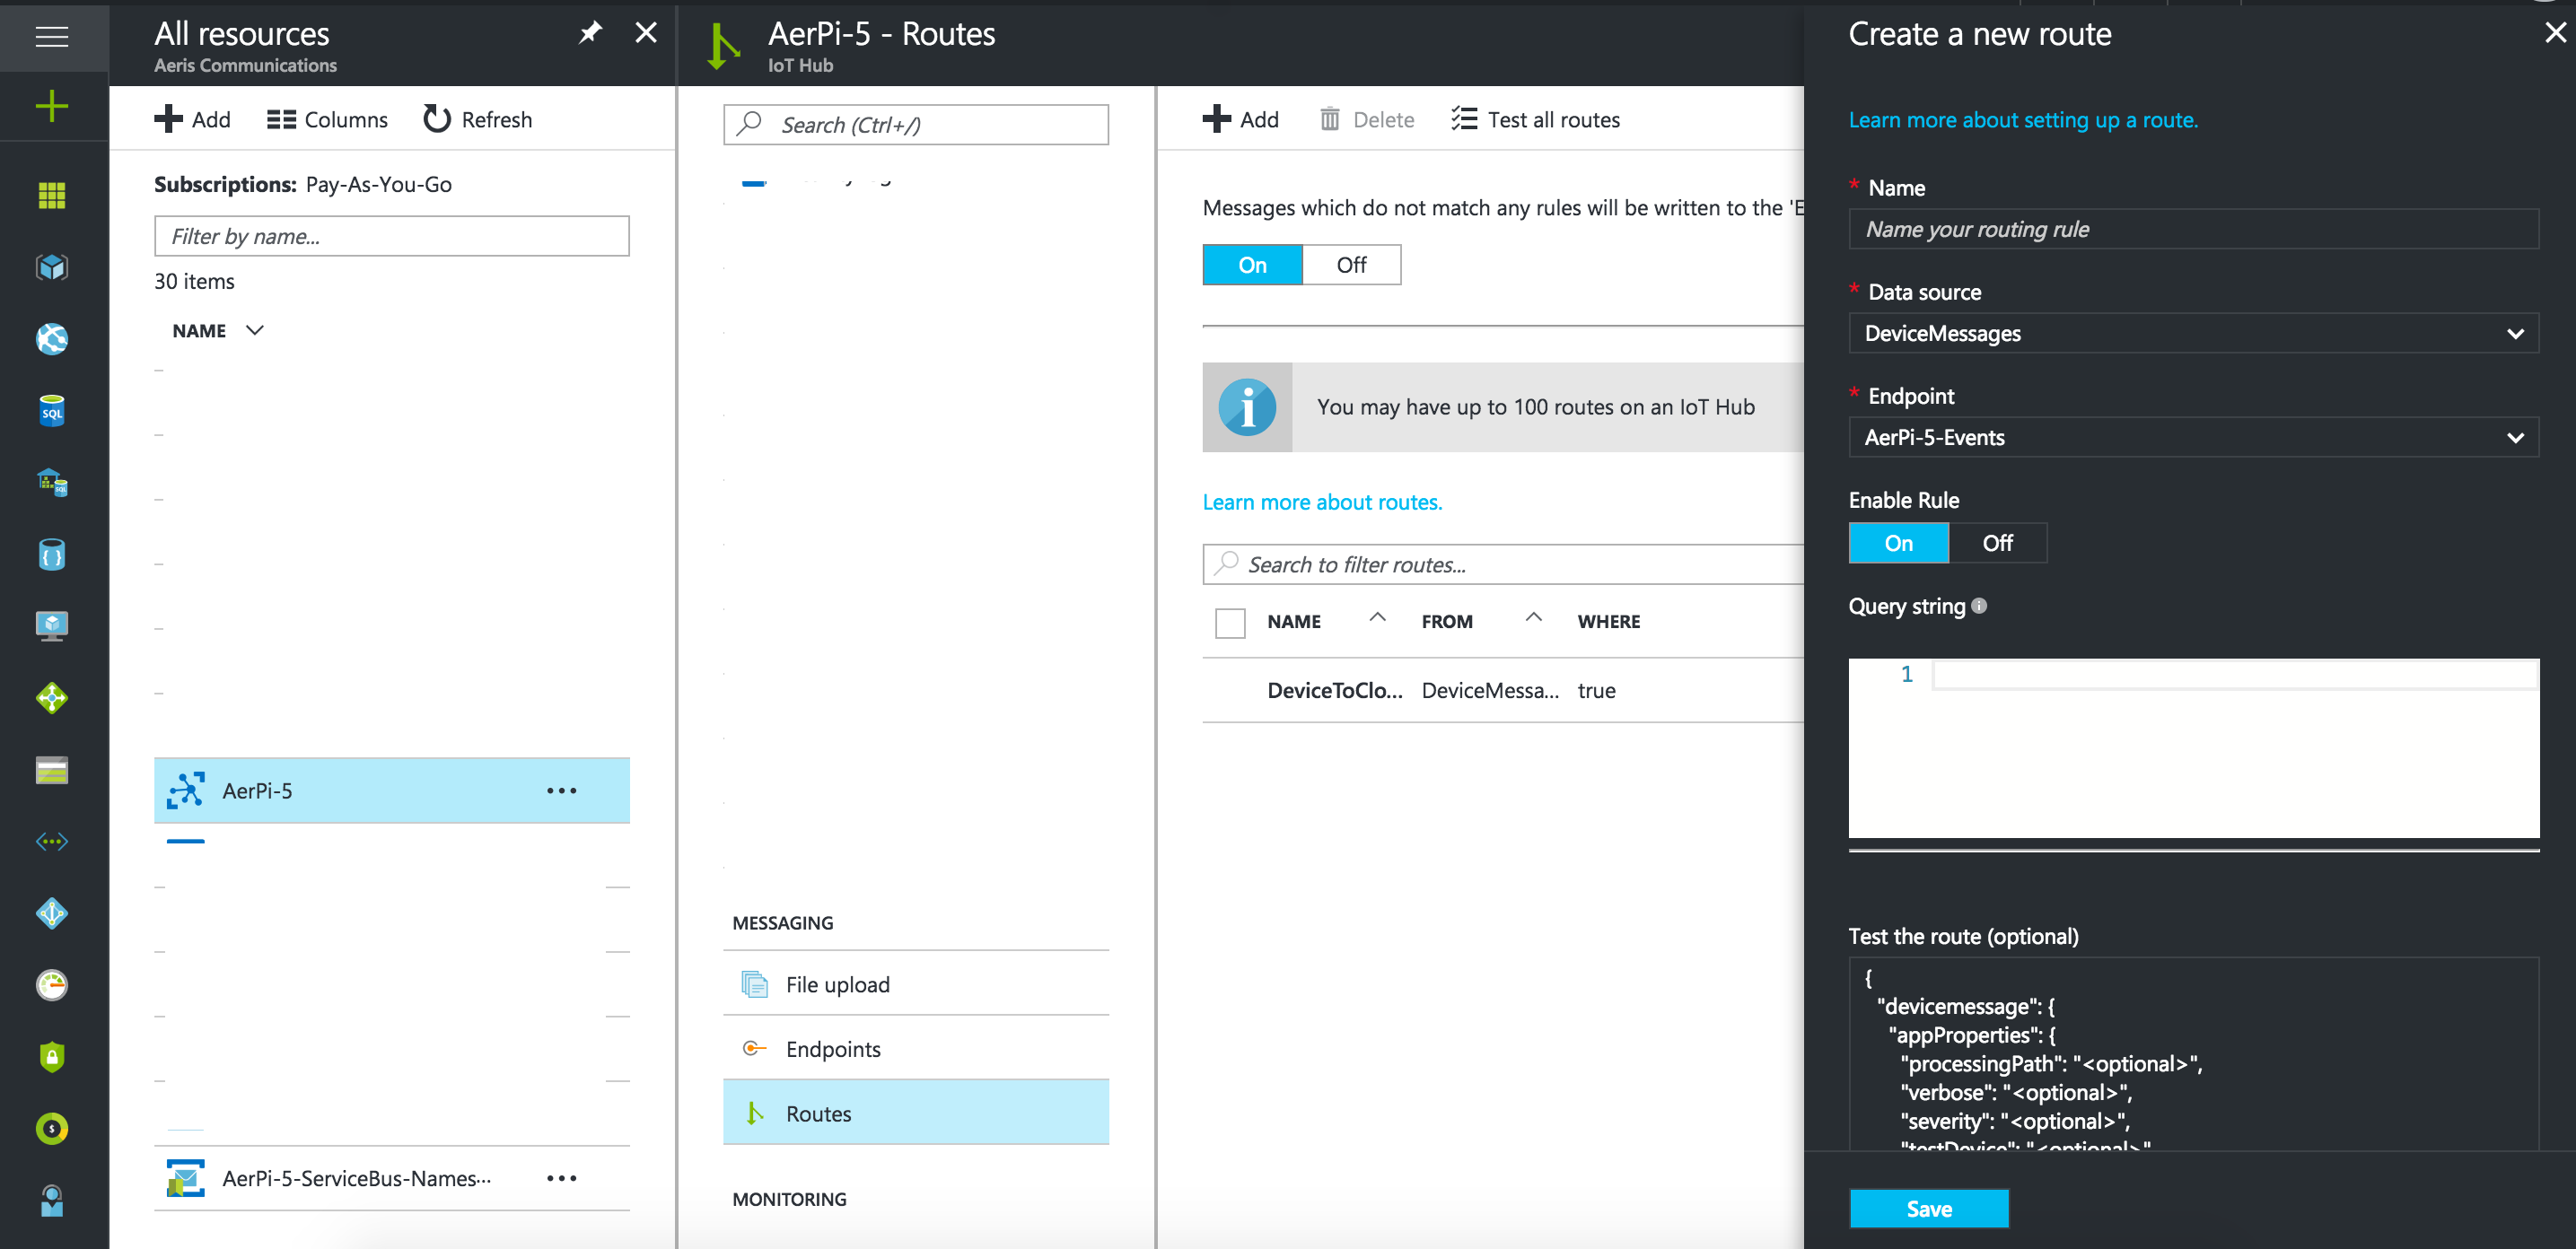 All resources
Aeris Communications
Add
Columns
Refresh
Subscriptions: Pay-As-You-Go
Filter by name...
30 items
NAME
AerPi-5
AerPi-5-ServiceBus-Names...
SQL
SQL
AerPi-5 - Routes
IoT Hub
Search (Ctrl+/)
MESSAGING
File upload
Endpoints
Routes
MONITORING
Add
Delete
Test all routes
Messages which do not match any rules will be written to the 'E
On
Off
You may have up to 100 routes on an IoT Hub
Learn more about routes.
Search to filter routes...
NAME
FROM
WHERE
DeviceToClo...
DeviceMessa...
true
Create a new route
Learn more about setting up a route.
* Name
Name your routing rule
* Data source
DeviceMessages
* Endpoint
AerPi-5-Events
Enable Rule
On
Off
Query string
1
Test the route (optional)
{
"devicemessage": {
"appProperties": {
"processingPath": "<optional>",
"verbose": "<optional>",
"severity": "<optional>",
"testDevice": "<optional>"
Save